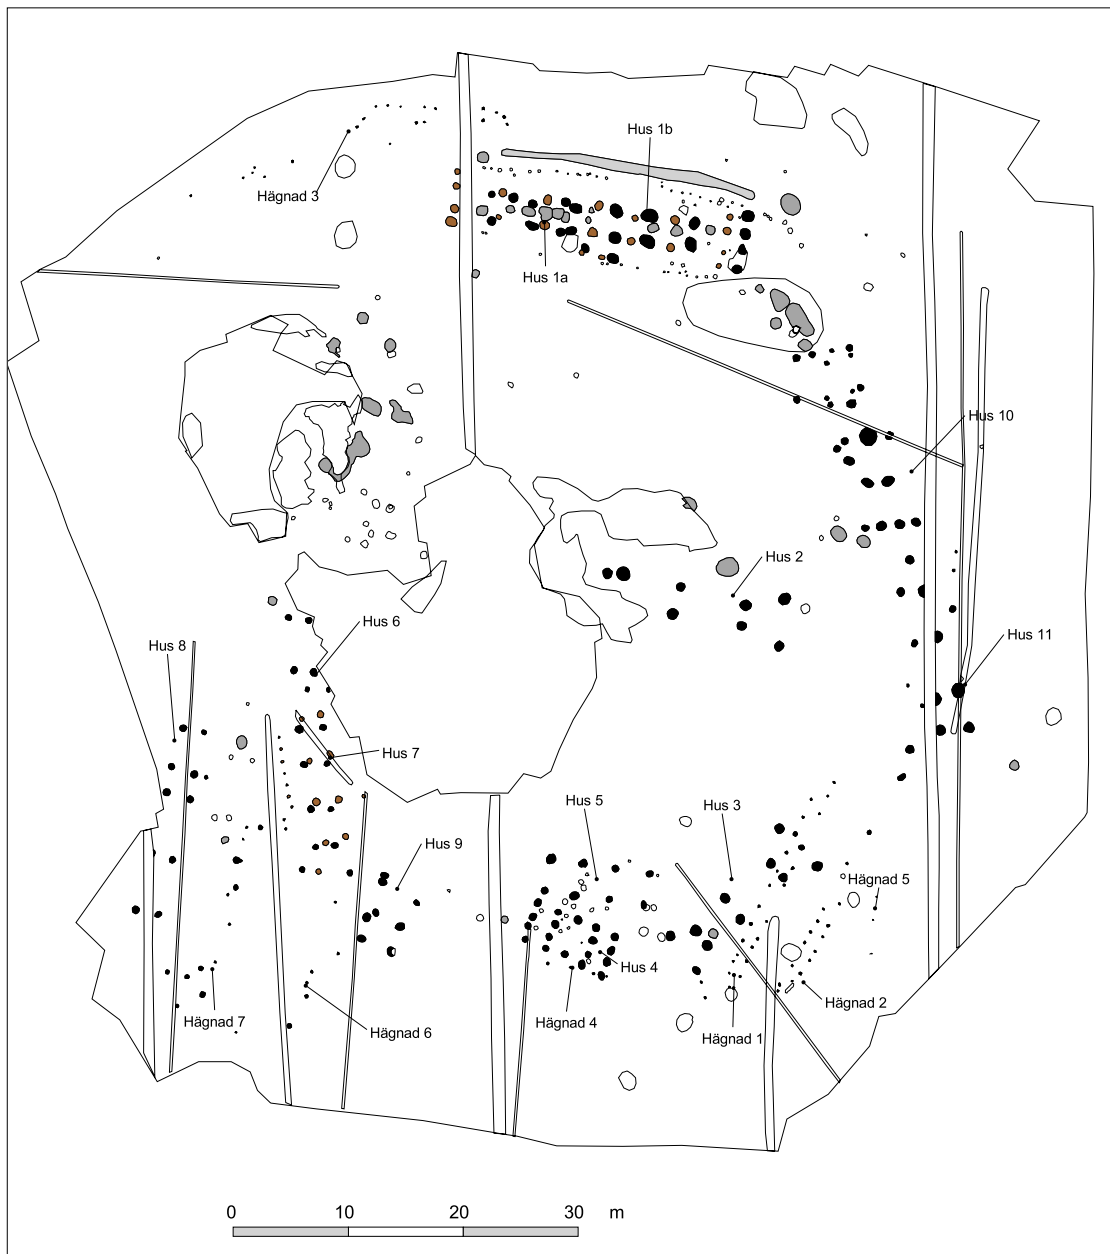 Hus 1b
Hägnad 3
Hus 1a
Hus 10
Hus 2
Hus 6
Hus 8
Hus 11
Hus 7
Hus 5
Hus 3
Hus 9
Hägnad 5
Hus 4
Hägnad 2
Hägnad 7
Hägnad 4
Hägnad 6
Hägnad 1
0 10 20 30 m